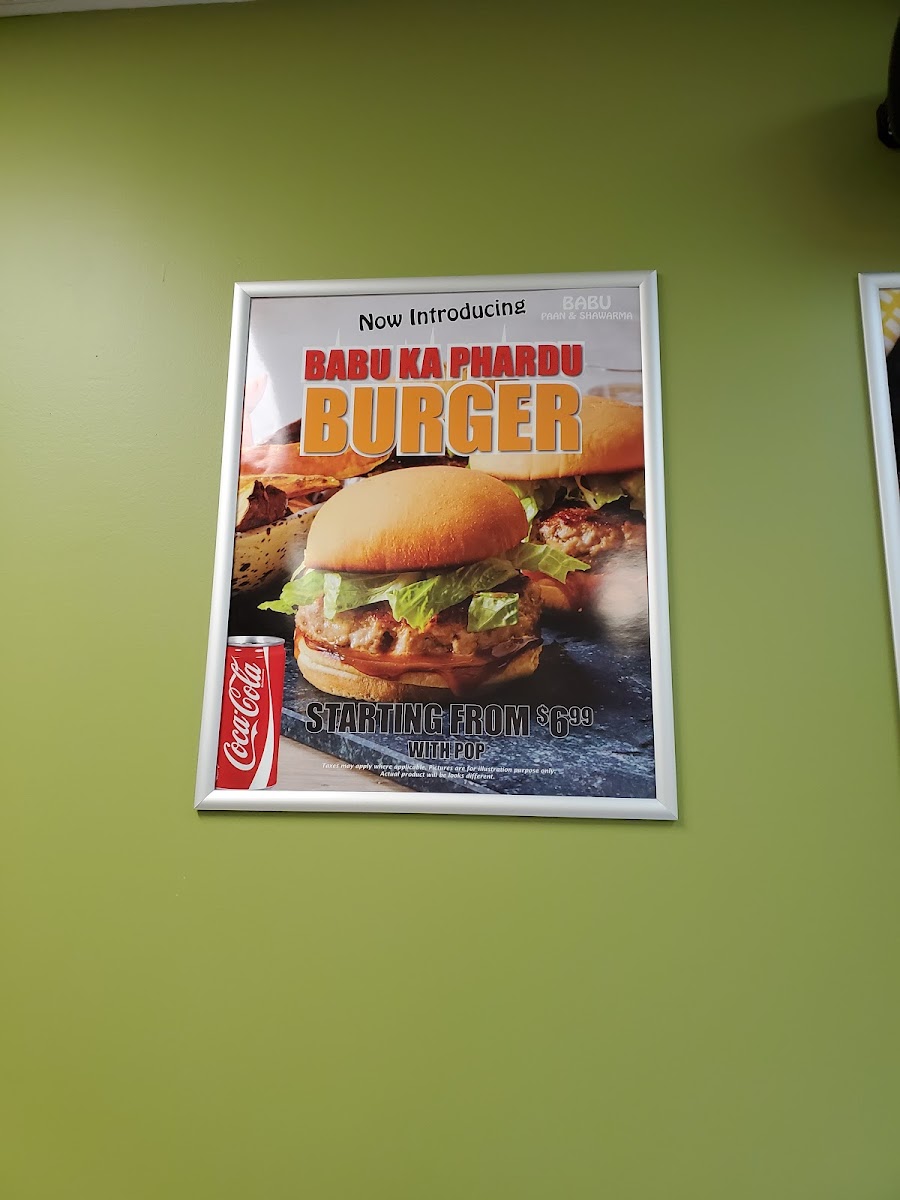 Now Introducing
BABU
PAAN & SHAWARMA
BABU KA PHARDU
BURGER
Coca-Cola
STARTING FROM $6.99
WITH POP
Taxes may apply where applicable. Pictures are for illustration purpose only.
Actual product will be looks different.